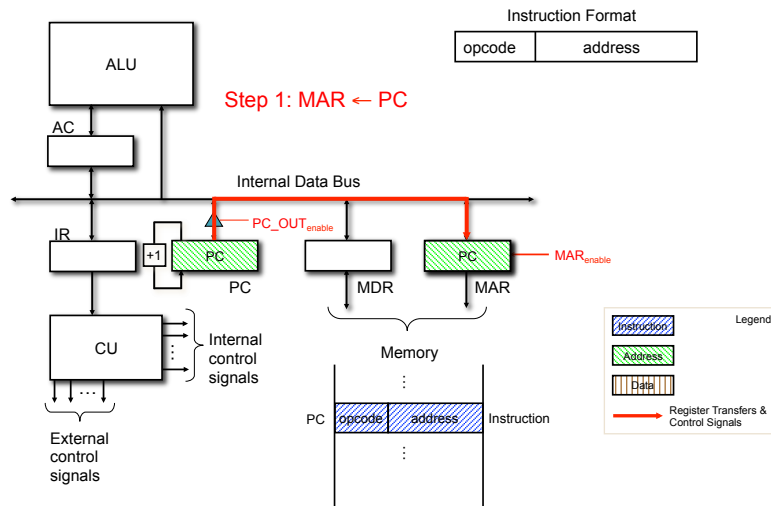 Instruction Format
opcode address
ALU
Step 1: MAR ← PC
AC
Internal Data Bus
PC_OUTenable
IR
+1
PC
PC
MARenable
PC
MDR
MAR
CU
Internal
control
signals
...
...
External
control
signals
Memory
...
PC opcode address Instruction
...
Legend
Instruction
Address
Data
Register Transfers &
Control Signals